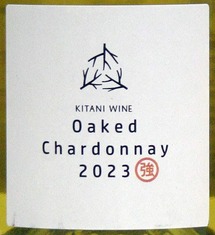 KITANI WINE
Oaked
Chardonnay
2023 強